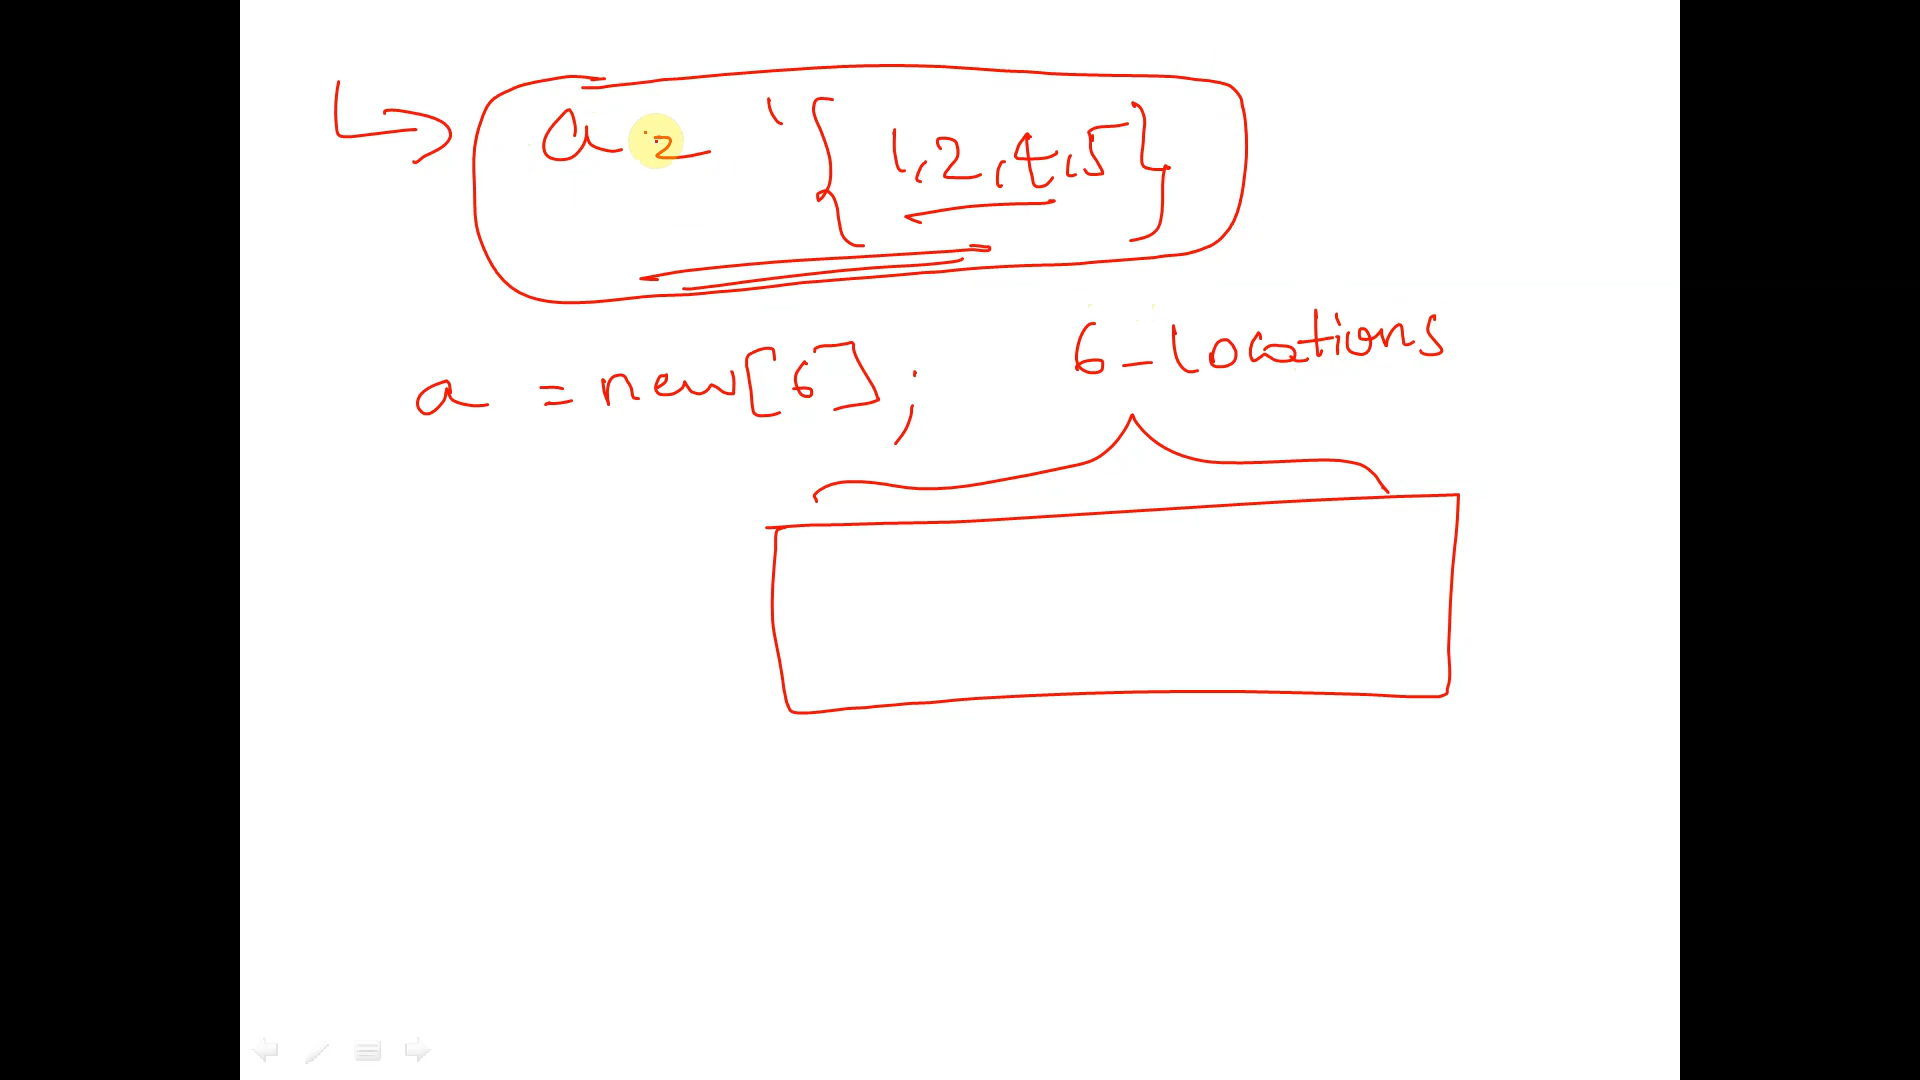 a = '{ 1,2,4,5}
a = new[6];
6-locations